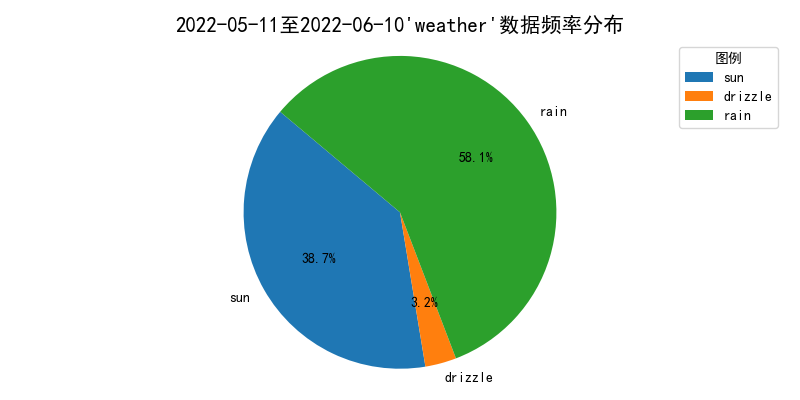 2022-05-11至2022-06-10'weather'数据频率分布
图例
sun
drizzle
rain
rain
58.1%
38.7%
sun
3.2%
drizzle